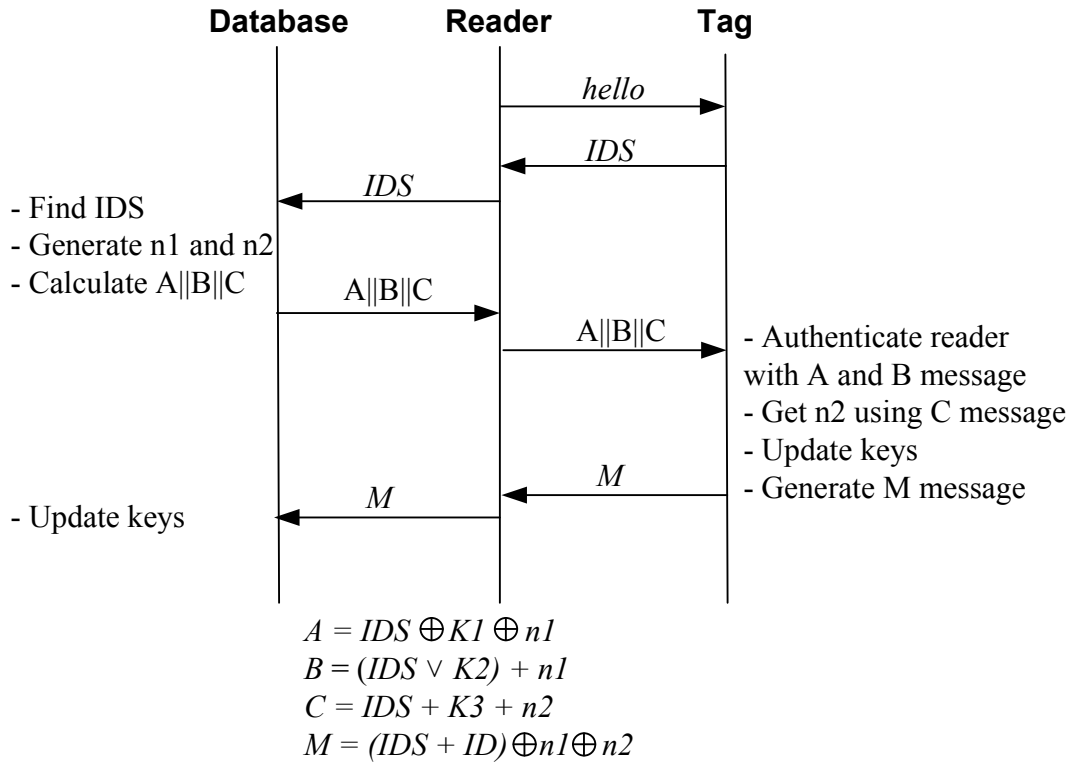 Database Reader Tag
hello
IDS
IDS
- Find IDS
- Generate n1 and n2
- Calculate A||B||C
A||B||C
A||B||C
- Authenticate reader
with A and B message
- Get n2 using C message
- Update keys
- Generate M message
M
M
- Update keys
A = IDS ⊕ K1 ⊕ n1
B = (IDS ∨ K2) + n1
C = IDS + K3 + n2
M = (IDS + ID) ⊕ n1 ⊕ n2